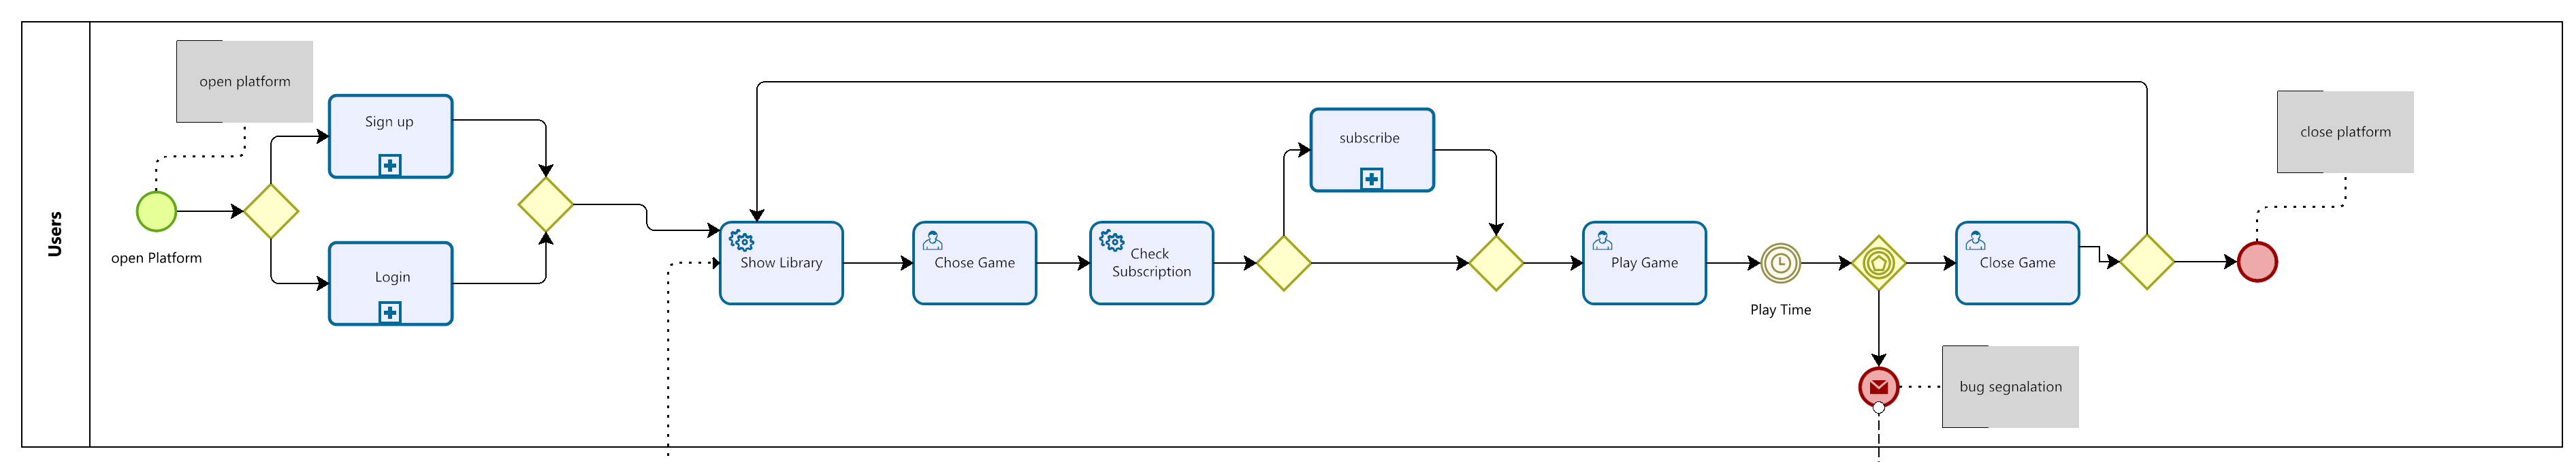 Users
open platform
open Platform
Sign up
Login
Show Library
Chose Game
Check
Subscription
subscribe
Play Game
Play Time
Close Game
bug segnalation
close platform